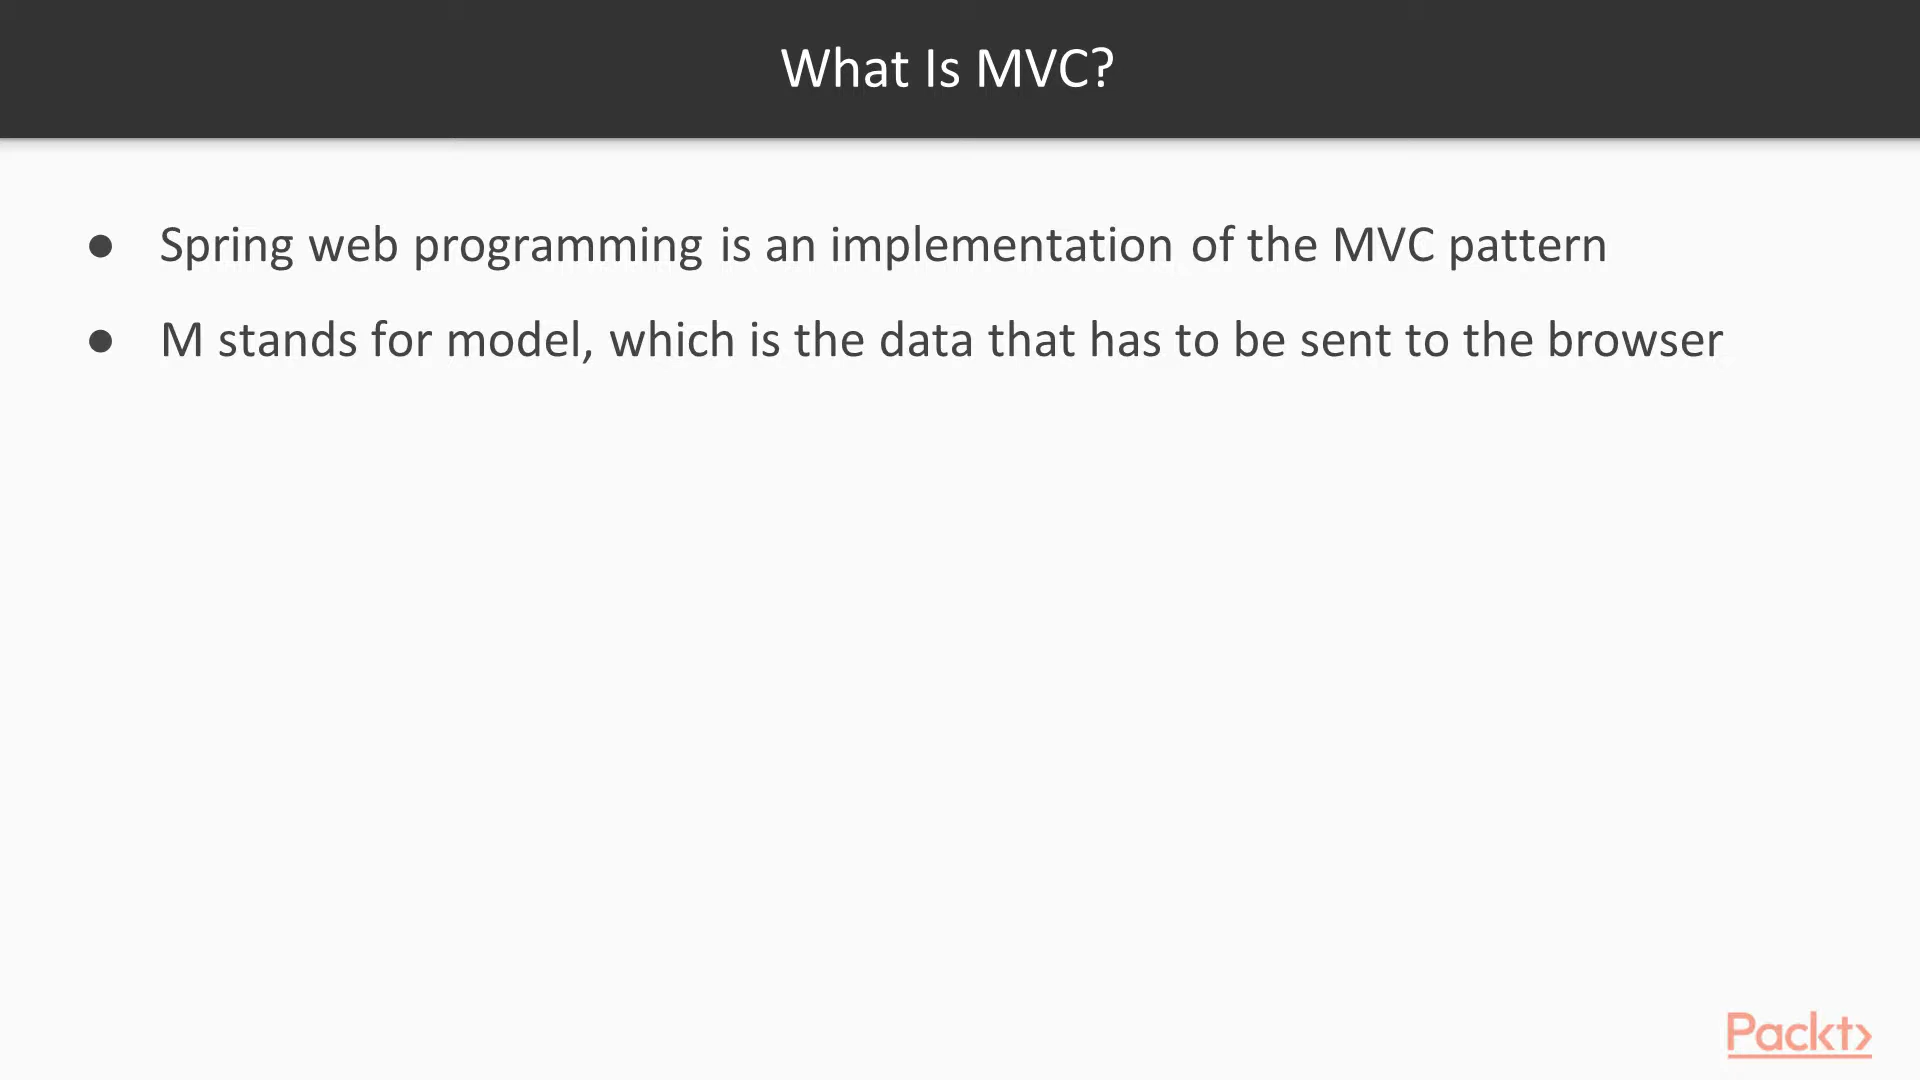 What Is MVC?
● Spring web programming is an implementation of the MVC pattern
● M stands for model, which is the data that has to be sent to the browser
Packt>